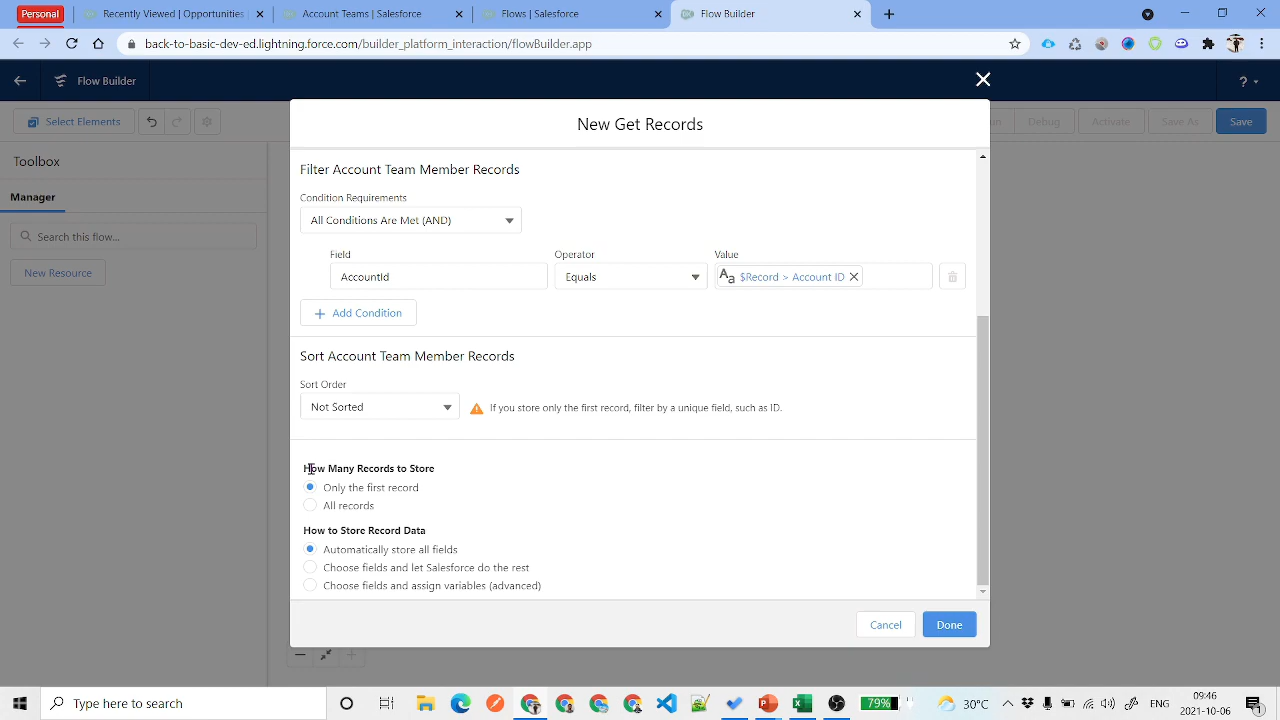 Personal
Recently Viewed | Opportunities
Account Teams | Salesforce
Flows | Salesforce
Flow Builder
back-to-basic-dev-ed.lightning.force.com/builder_platform_interaction/flowBuilder.app
Flow Builder
?
Select Elements
Debug
Activate
Save As
Save
New Get Records
Toolbox
Manager
Search this flow...
New Resource
Filter Account Team Member Records
Condition Requirements
All Conditions Are Met (AND)
Field
Operator
Value
AccountId
Equals
Aa $Record > Account ID
+ Add Condition
Sort Account Team Member Records
Sort Order
Not Sorted
If you store only the first record, filter by a unique field, such as ID.
How Many Records to Store
Only the first record
All records
How to Store Record Data
Automatically store all fields
Choose fields and let Salesforce do the rest
Choose fields and assign variables (advanced)
Cancel
Done
Type here to search
79%
30°C
ENG
09:46
2021-10-06